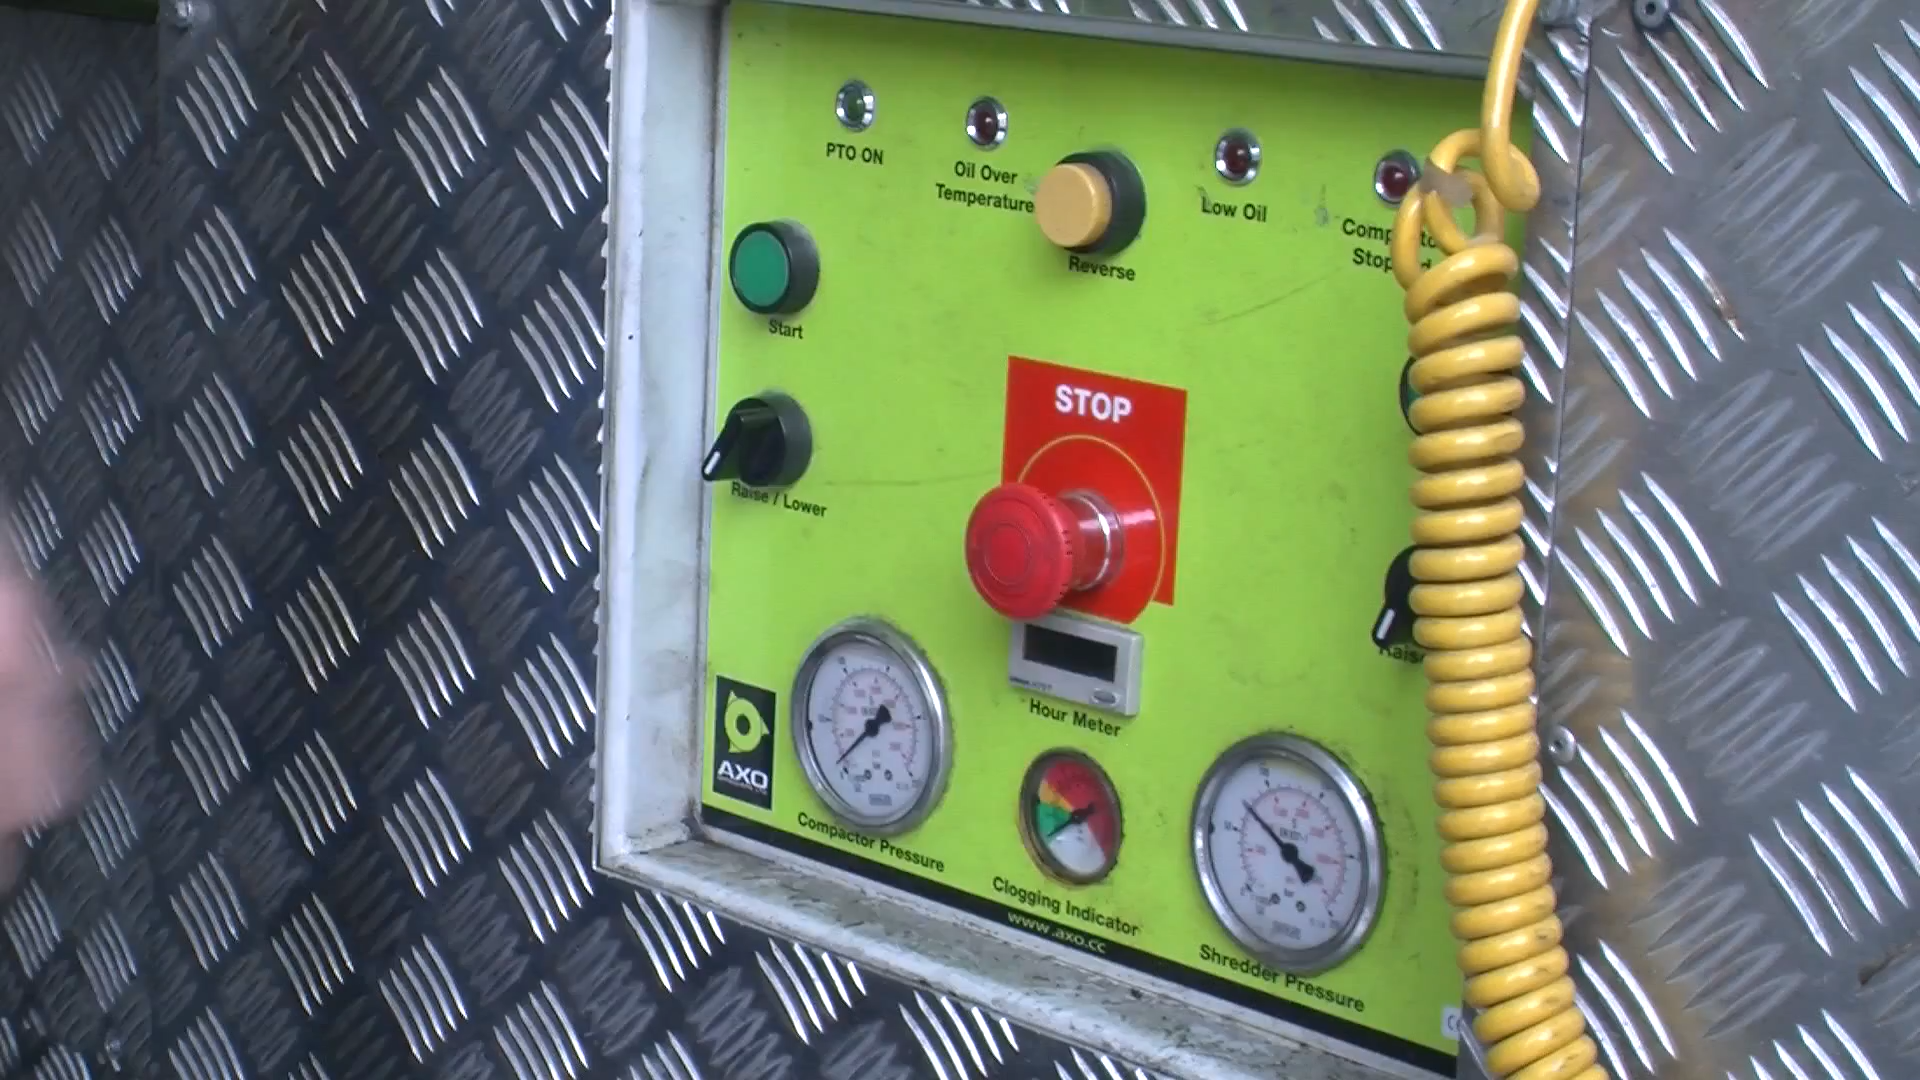 PTO ON
Oil Over
Temperature
Reverse
Low Oil
Start
STOP
Raise / Lower
Hour Meter
AXO
Compactor Pressure
Clogging Indicator
www.axo.cc
Shredder Pressure